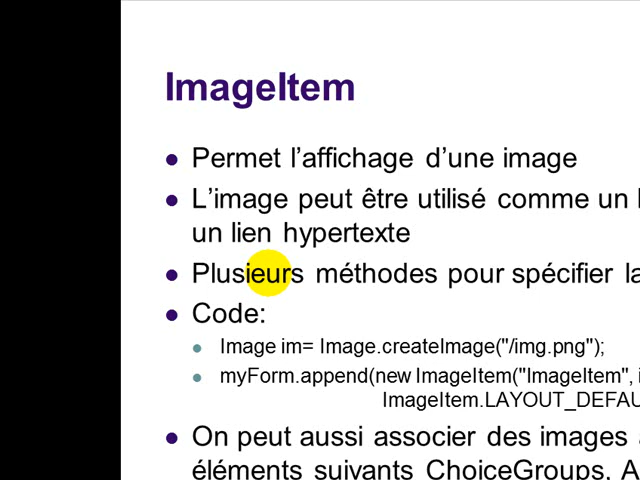 ImageItem
Permet l'affichage d'une image
L'image peut être utilisé comme un
un lien hypertexte
Plusieurs méthodes pour spécifier la
Code:
Image im= Image.createImage("/img.png");
myForm.append(new ImageItem("ImageItem", i
ImageItem.LAYOUT_DEFAU
On peut aussi associer des images
éléments suivants ChoiceGroups, A